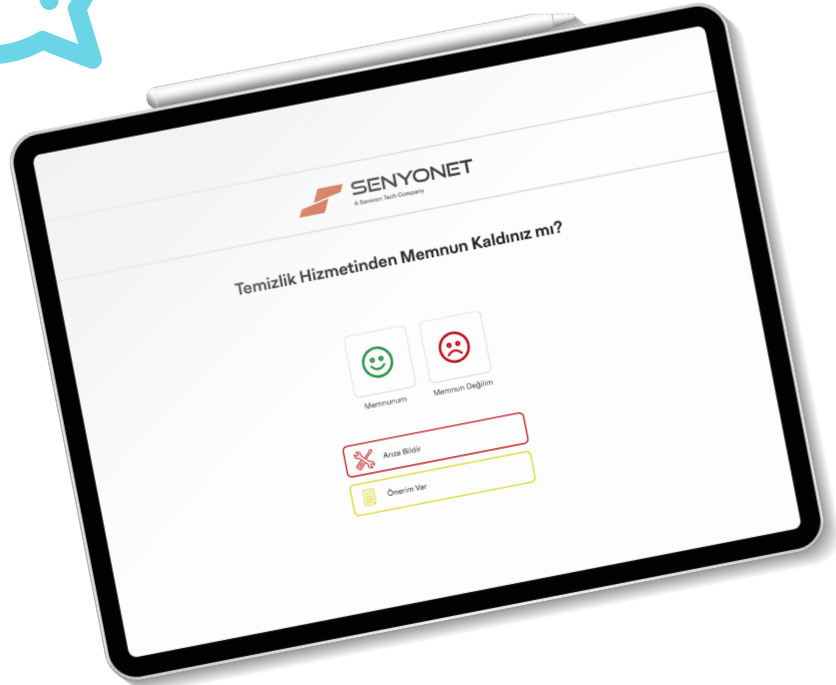 SENYONET
A Senkron Tech Company
Temizlik Hizmetinden Memnun Kaldınız mı?
Memnunum
Memnun Değilim
Arıza Bildir
Önerim Var